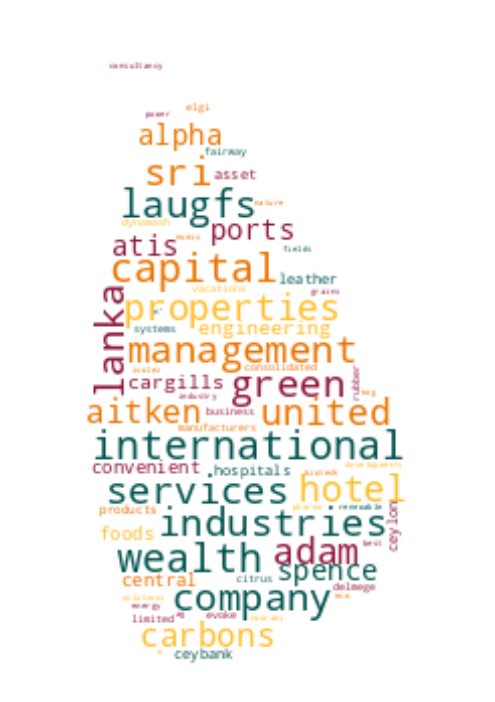 consultancy
elgi
power
alpha
fairway
sri asset
laugfs nature
dynawash ports
atis
fields
capital leather
vacations grains
lanka
properties
systems engineering
management
consolidated
cargills green rubber
industry
aitken business united
manufacturers
international
convenient hospitals developments
biotech
services hotel
products pharma renewable
industries ceylon
foods
wealth adam best
central citrus spence
delmege
solutions company eco
energy
limited evoke
carbons
ceybank